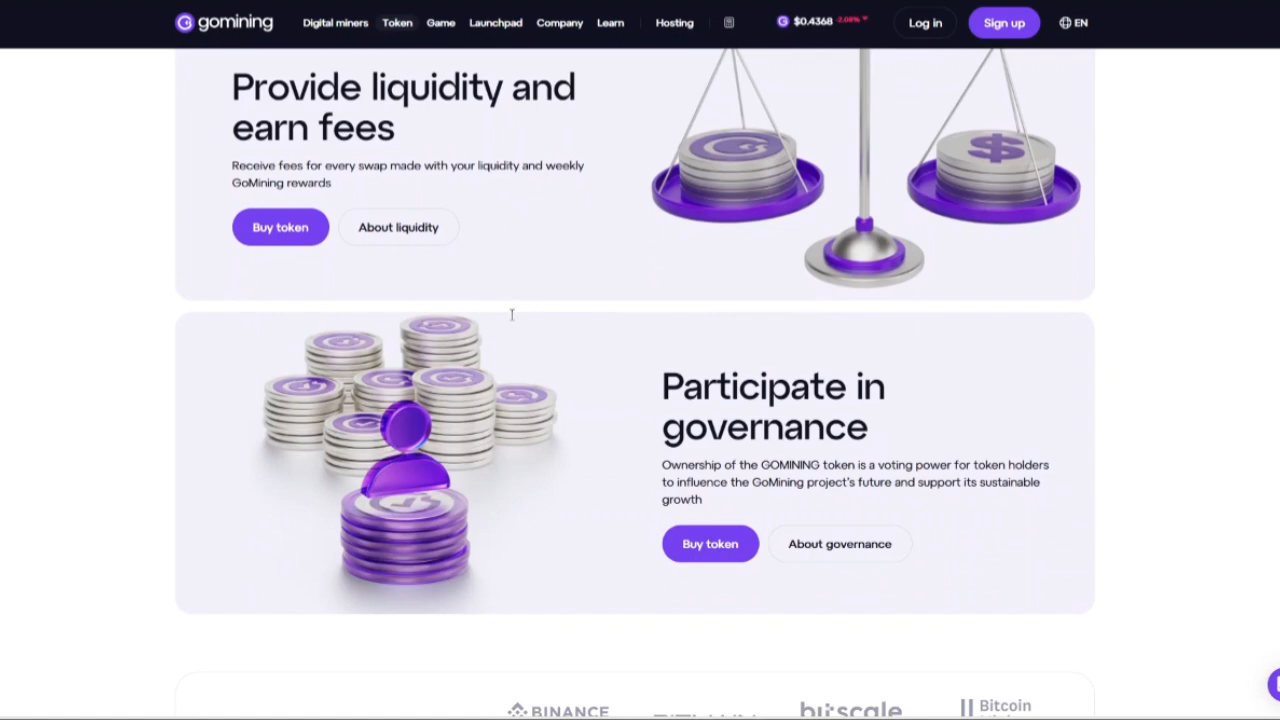 gomining
Digital miners Token Game Launchpad Company Learn Hosting $0.4368 -2.08% Log in Sign up EN
Provide liquidity and
earn fees
Receive fees for every swap made with your liquidity and weekly
GoMining rewards
Buy token About liquidity
$
Participate in
governance
Ownership of the GOMINING token is a voting power for token holders
to influence the GoMining project's future and support its sustainable
growth
Buy token About governance
BINANCE bitscale Bitcoin